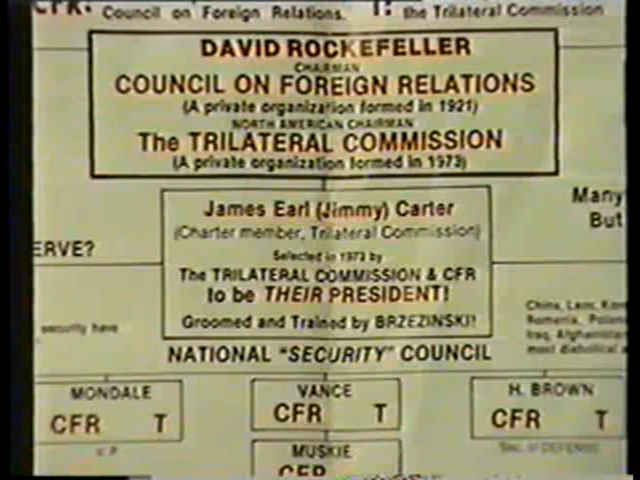 CFR: Council on Foreign Relations. T: the Trilateral Commission
DAVID ROCKEFELLER
CHAIRMAN
COUNCIL ON FOREIGN RELATIONS
(A private organization formed in 1921)
NORTH AMERICAN CHAIRMAN
The TRILATERAL COMMISSION
(A private organization formed in 1973)
James Earl (Jimmy) Carter
(Charter member, Trilateral Commission)
Selected in 1973 by
The TRILATERAL COMMISSION & CFR
to be THEIR PRESIDENT!
Groomed and Trained by BRZEZINSKI!
Many
But
ERVE?
security have
China, Laos, Kore
Romania, Polan
Iraq, Afghanistan
most diabolical a
NATIONAL "SECURITY" COUNCIL
MONDALE
CFR T
V.P.
VANCE
CFR T
H. BROWN
CFR T
Sec. of DEFENSE
MUSKIE
CFR